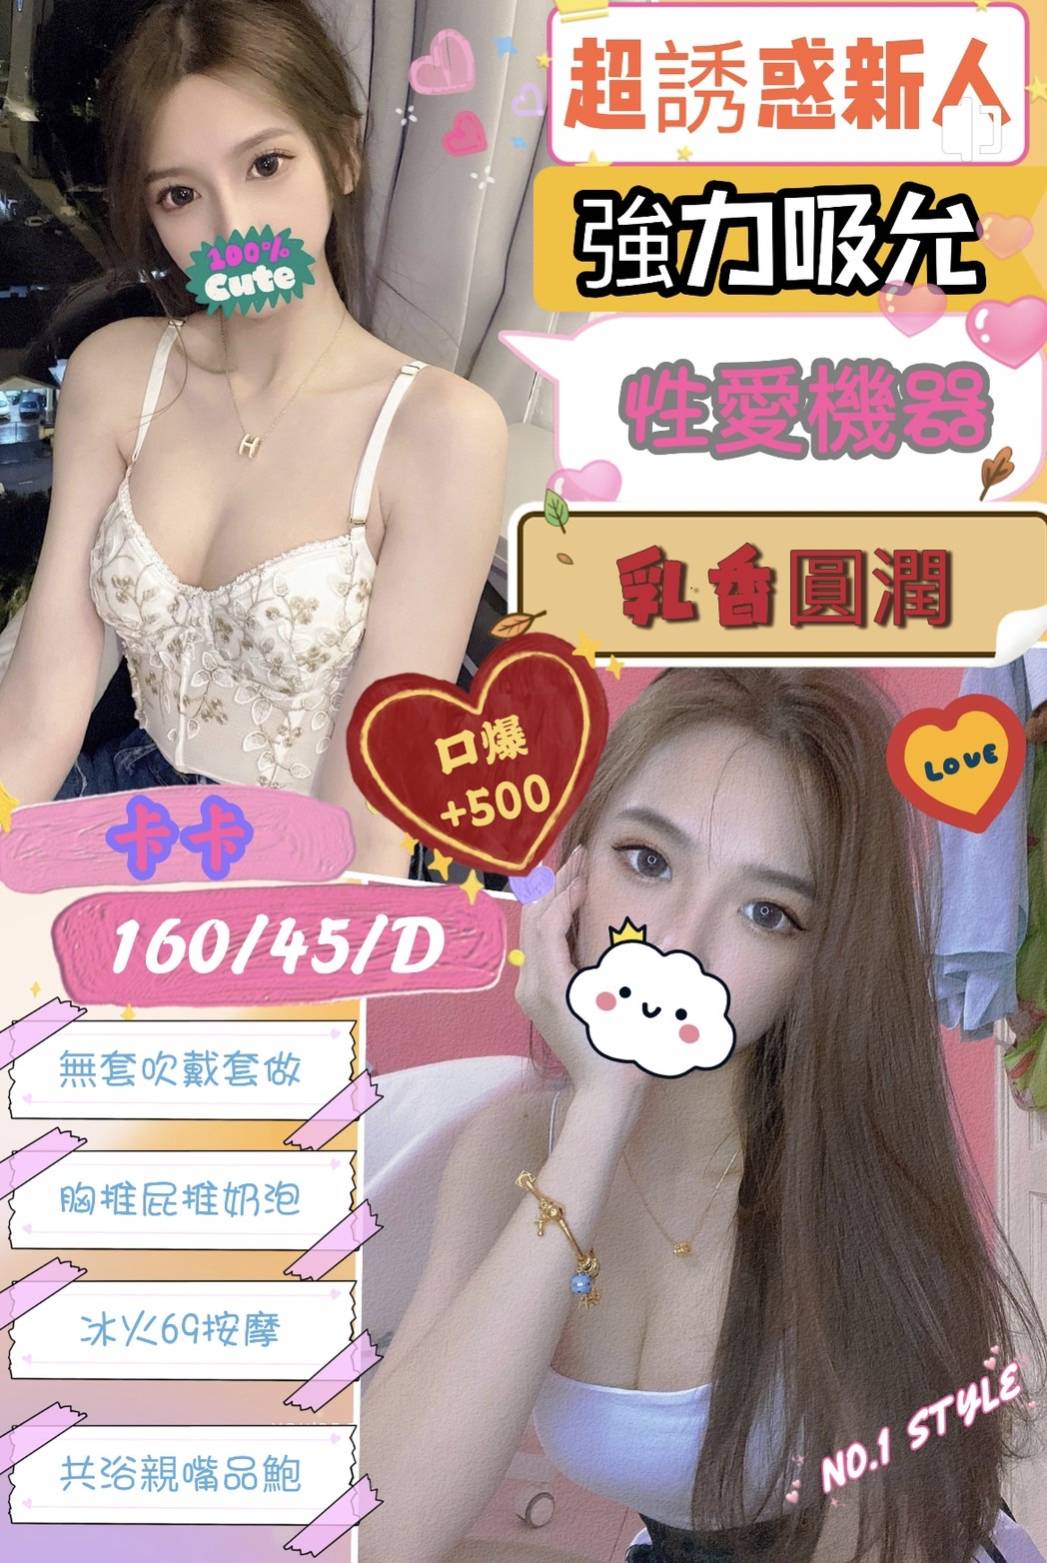 超誘惑新人
強力吸允
100%
cute
性愛機器
H
乳香圓潤
口爆
+500
LOVE
卡卡
160/45/D
無套吹戴套做
胸推屁推奶泡
冰火69按摩
共浴親嘴品鮑
NO.1 STYLE